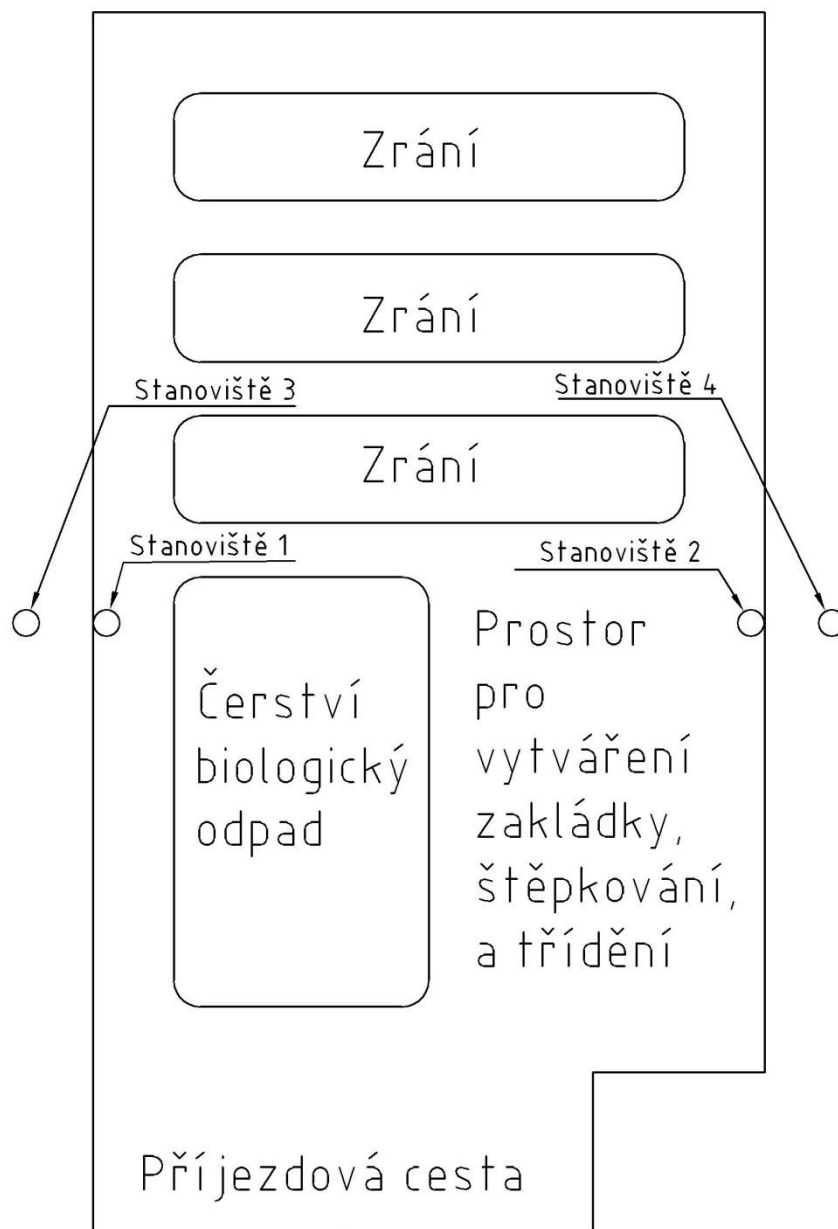 Zrání
Zrání
Stanoviště 3
Stanoviště 4
Zrání
Stanoviště 1
Stanoviště 2
Čerství
biologický
odpad
Prostor
pro
vytváření
zakládky,
štěpkování,
a třídění
Příjezdová cesta